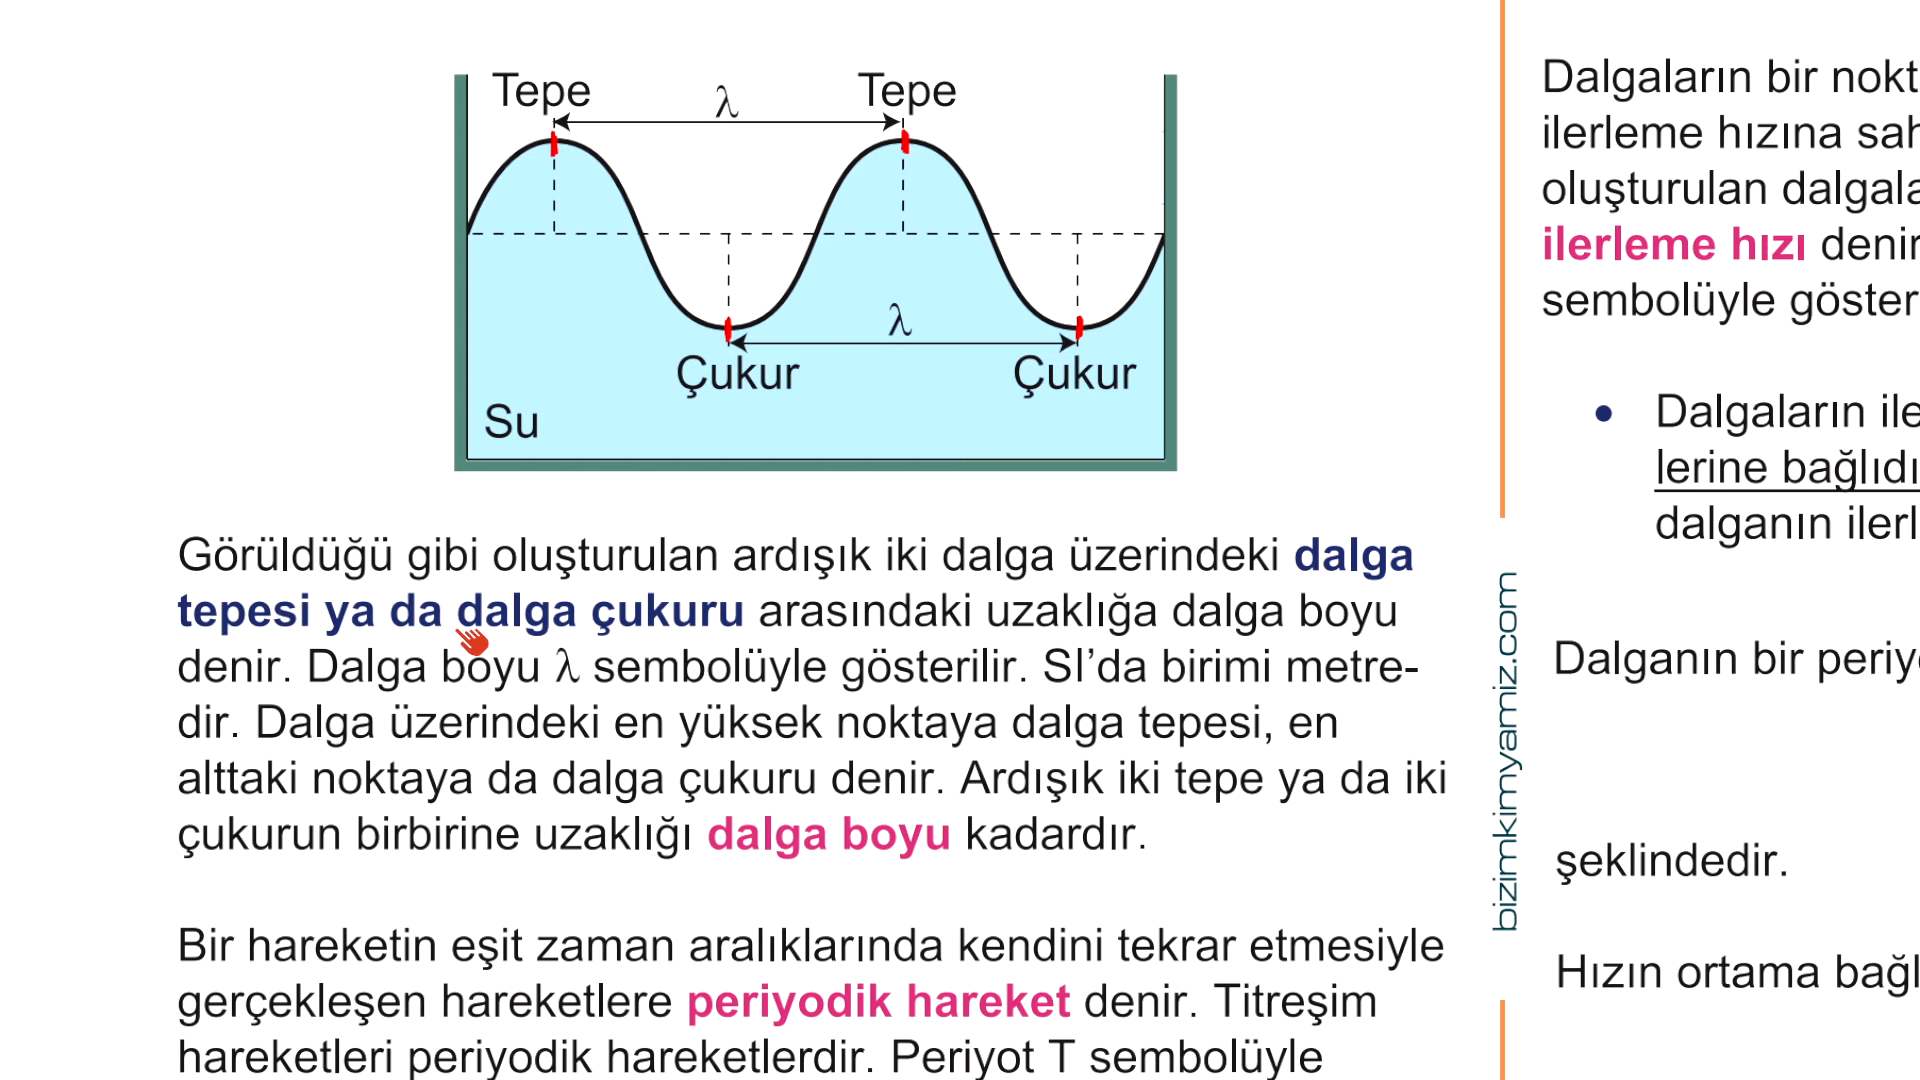 Tepe
λ
Tepe
λ
Çukur
Çukur
Su
Görüldüğü gibi oluşturulan ardışık iki dalga üzerindeki dalga
tepesi ya da dalga çukuru arasındaki uzaklığa dalga boyu
denir. Dalga boyu λ sembolüyle gösterilir. SI’da birimi metre-
dir. Dalga üzerindeki en yüksek noktaya dalga tepesi, en
alttaki noktaya da dalga çukuru denir. Ardışık iki tepe ya da iki
çukurun birbirine uzaklığı dalga boyu kadardır.
Bir hareketin eşit zaman aralıklarında kendini tekrar etmesiyle
gerçekleşen hareketlere periyodik hareket denir. Titreşim
hareketleri periyodik hareketlerdir. Periyot T sembolüyle
bizimkimyamiz.com
Dalgaların bir nokt
ilerleme hızına sah
oluşturulan dalgala
ilerleme hızı denir
sembolüyle göster
• Dalgaların ile
lerine bağlıdı
dalganın ilerl
Dalganın bir periy
şeklindedir.
Hızın ortama bağl